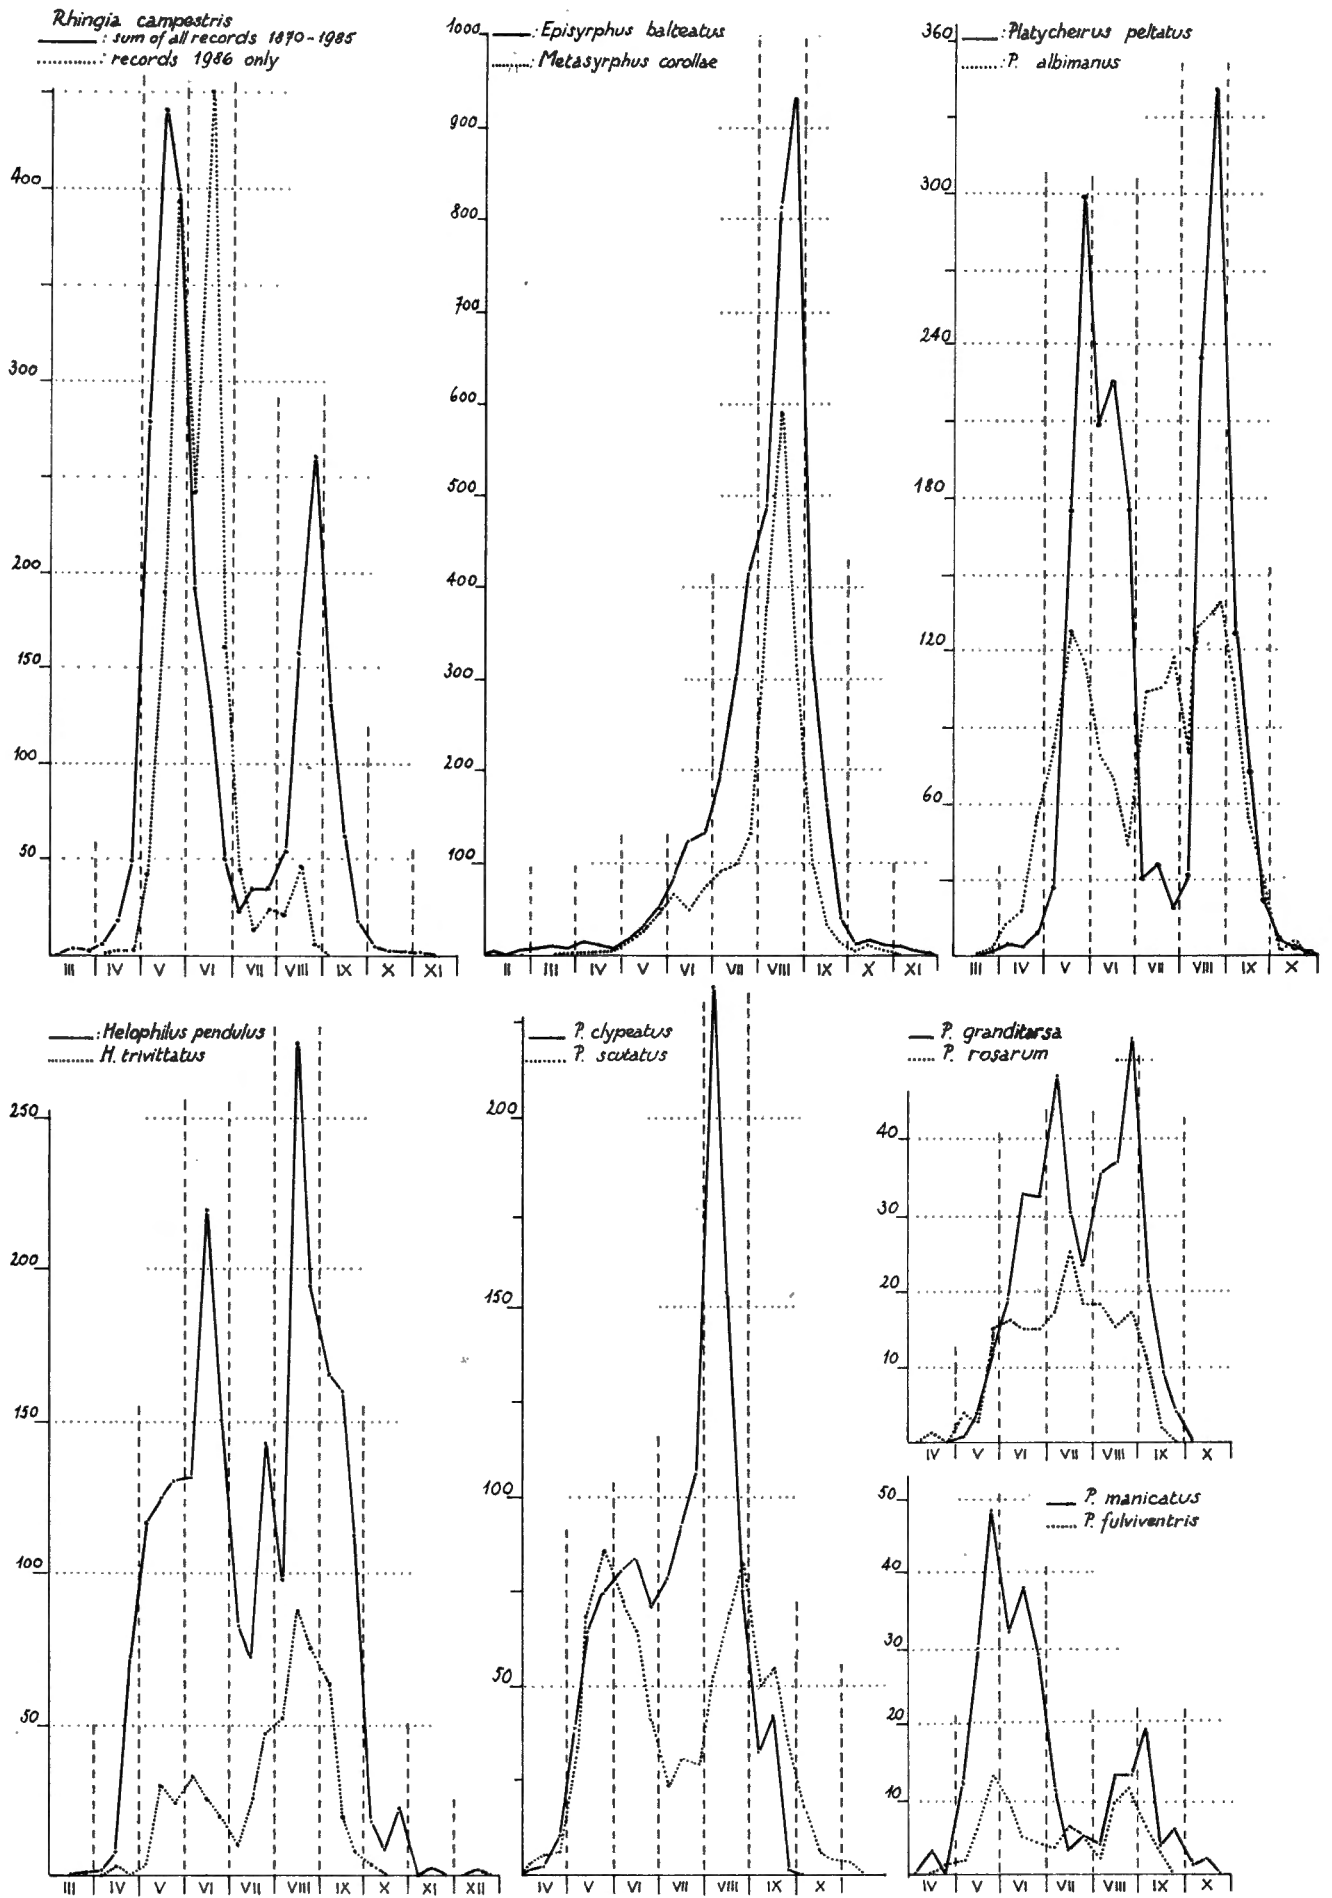 Rhingia campestris
: sum of all records 1870-1985
: records 1986 only
400
300
200
150
100
50
III IV V VI VII VIII IX X XI
: Episyrphus balteatus
: Metasyrphus corollae
1000
900
800
700
600
500
400
300
200
100
II III IV V VI VII VIII IX X XI
: Platycheirus peltatus
: P. albimanus
360
300
240
180
120
60
III IV V VI VII VIII IX X
: Helophilus pendulus
H. trivittatus
250
200
150
100
50
III IV V VI VII VIII IX X XI XII
P. clypeatus
P. scutatus
200
150
100
50
IV V VI VII VIII IX X
P. granditarsa
P. rosarum
40
30
20
10
IV V VI VII VIII IX X
P. manicatus
P. fulviventris
50
40
30
20
10
IV V VI VII VIII IX X